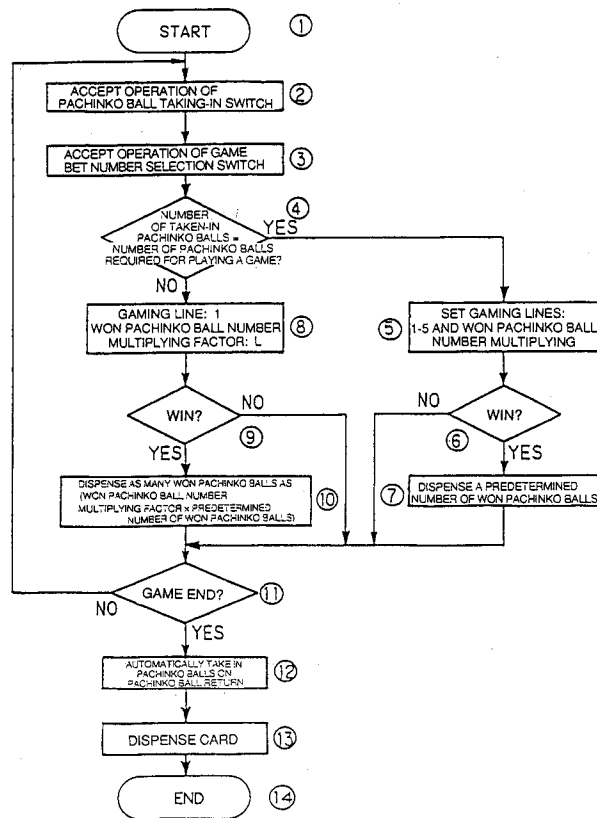 START
①
ACCEPT OPERATION OF
PACHINKO BALL TAKING-IN SWITCH
②
ACCEPT OPERATION OF GAME
BET NUMBER SELECTION SWITCH
③
④
NUMBER
OF TAKEN-IN
PACHINKO BALLS =
NUMBER OF PACHINKO BALLS
REQUIRED FOR PLAYING A GAME?
YES
NO
GAMING LINE: 1
WON PACHINKO BALL NUMBER
MULTIPLYING FACTOR: L
⑧
⑤
SET GAMING LINES:
1-5 AND WON PACHINKO BALL
NUMBER MULTIPLYING
WIN?
NO
⑨
YES
NO
WIN?
⑥
YES
DISPENSE AS MANY WON PACHINKO BALLS AS
(WON PACHINKO BALL NUMBER
MULTIPLYING FACTOR × PREDETERMINED
NUMBER OF WON PACHINKO BALLS)
⑩
⑦
DISPENSE A PREDETERMINED
NUMBER OF WON PACHINKO BALLS
GAME END?
⑪
NO
YES
AUTOMATICALLY TAKE IN
PACHINKO BALLS ON
PACHINKO BALL RETURN
⑫
DISPENSE CARD
⑬
END
⑭